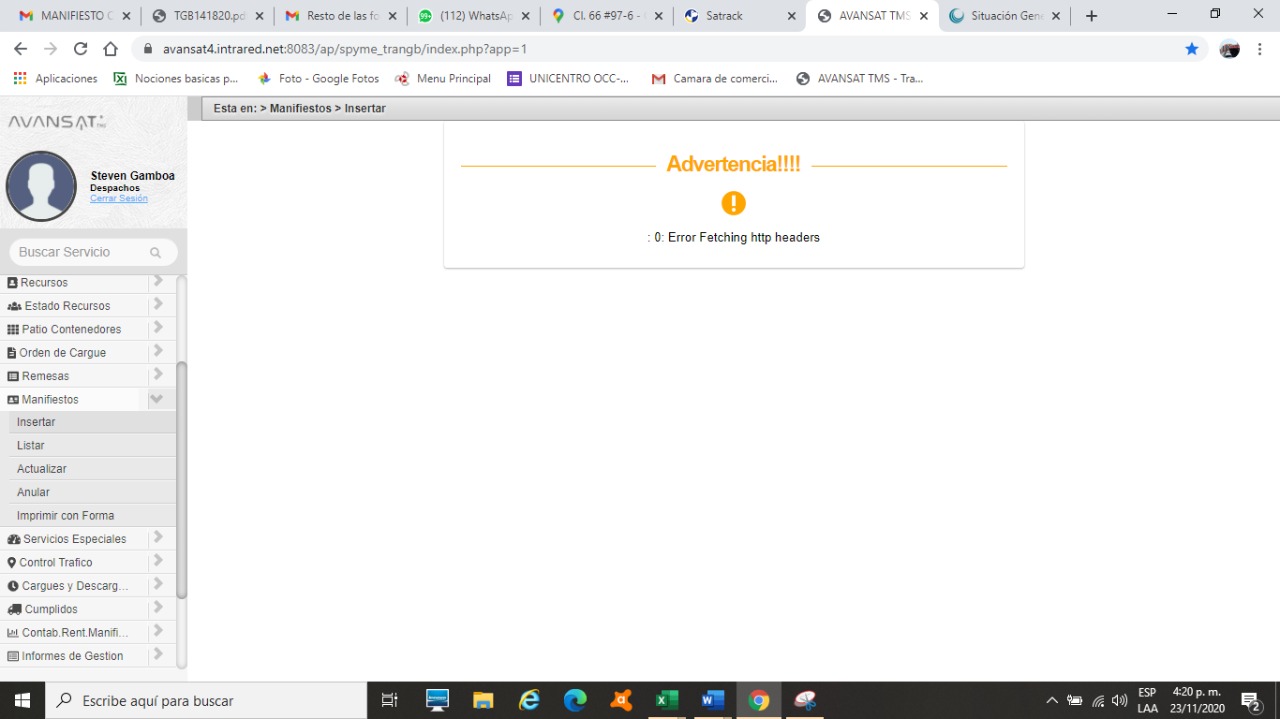 MANIFIESTO C
TGB141820.pd
Resto de las fo
(112) WhatsAp
Cl. 66 #97-6 -
Satrack
AVANSAT TMS
Situación Gen
avansat4.intrared.net:8083/ap/spyme_trangb/index.php?app=1
Aplicaciones
Nociones basicas p...
Foto - Google Fotos
Menu Principal
UNICENTRO OCC-...
Camara de comerci...
AVANSAT TMS - Tra...
AVANSAT
Esta en: > Manifiestos > Insertar
Steven Gamboa
Despachos
Cerrar Sesión
Buscar Servicio
Advertencia!!!!
: 0: Error Fetching http headers
Recursos
Estado Recursos
Patio Contenedores
Orden de Cargue
Remesas
Manifiestos
Insertar
Listar
Actualizar
Anular
Imprimir con Forma
Servicios Especiales
Control Trafico
Cargues y Descarg...
Cumplidos
Contab.Rent.Manifi...
Informes de Gestion
Escribe aquí para buscar
ESP
LAA
4:20 p. m.
23/11/2020
2